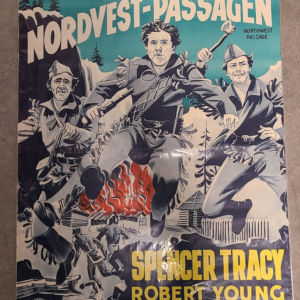 NORDVEST-PASSAGEN
NORTHWEST
PASSAGE
SPENCER TRACY
ROBERT YOUNG